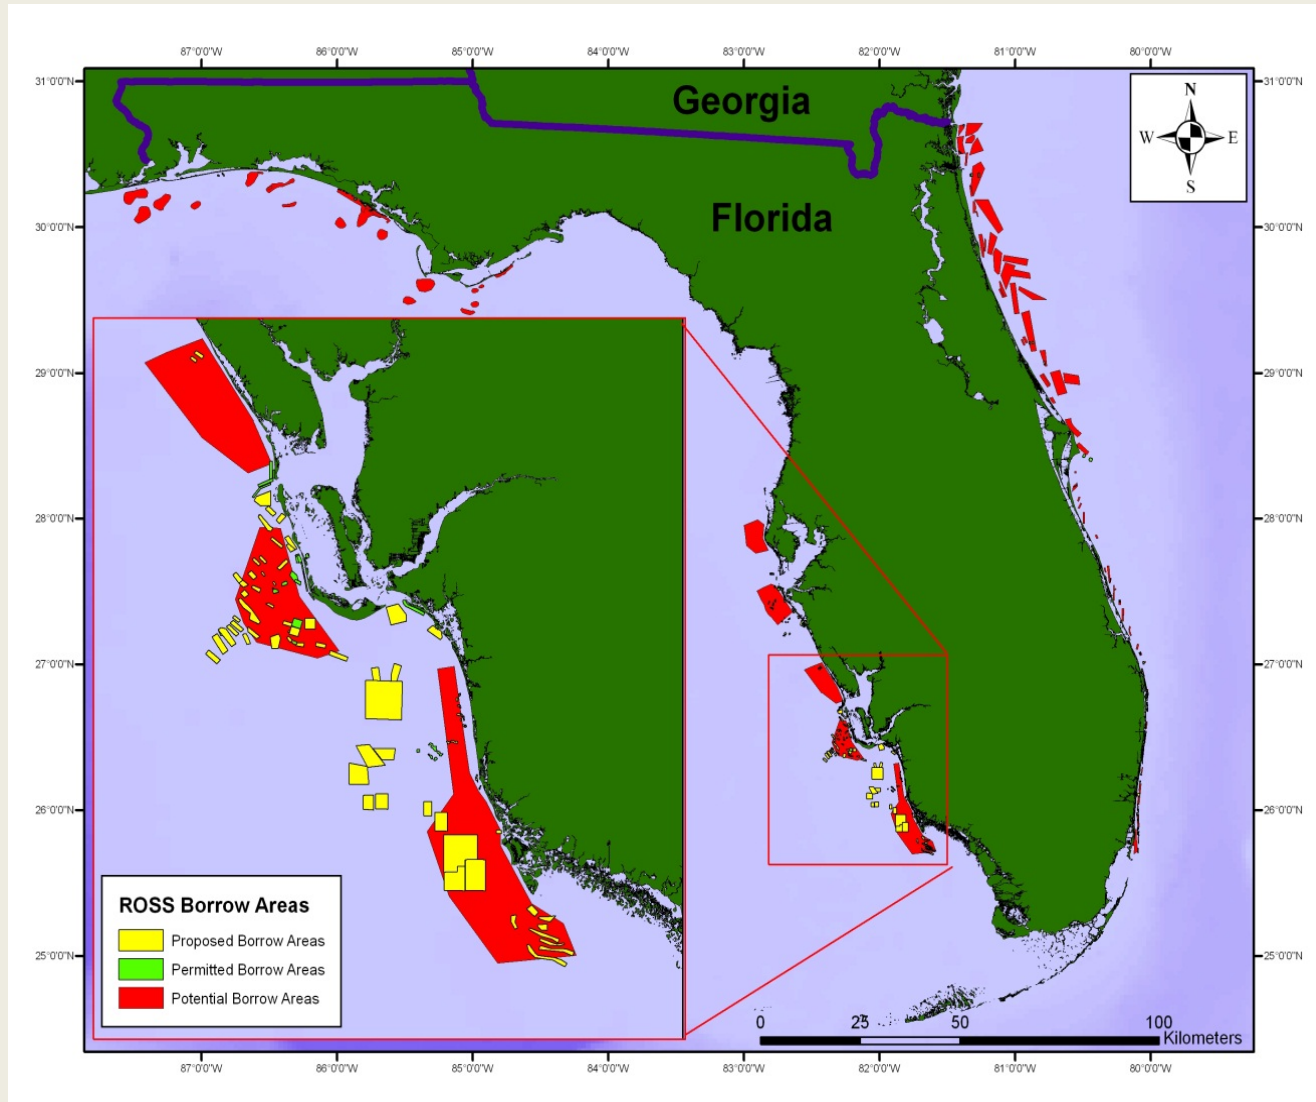 87°0'0"W 86°0'0"W 85°0'0"W 84°0'0"W 83°0'0"W 82°0'0"W 81°0'0"W 80°0'0"W
31°0'0"N 31°0'0"N
Georgia
N
W E
S
Florida
30°0'0"N 30°0'0"N
29°0'0"N 29°0'0"N
28°0'0"N 28°0'0"N
27°0'0"N 27°0'0"N
26°0'0"N 26°0'0"N
ROSS Borrow Areas
Proposed Borrow Areas
Permitted Borrow Areas
Potential Borrow Areas
25°0'0"N 25°0'0"N
0 25 50 100
Kilometers
87°0'0"W 86°0'0"W 85°0'0"W 84°0'0"W 83°0'0"W 82°0'0"W 81°0'0"W 80°0'0"W